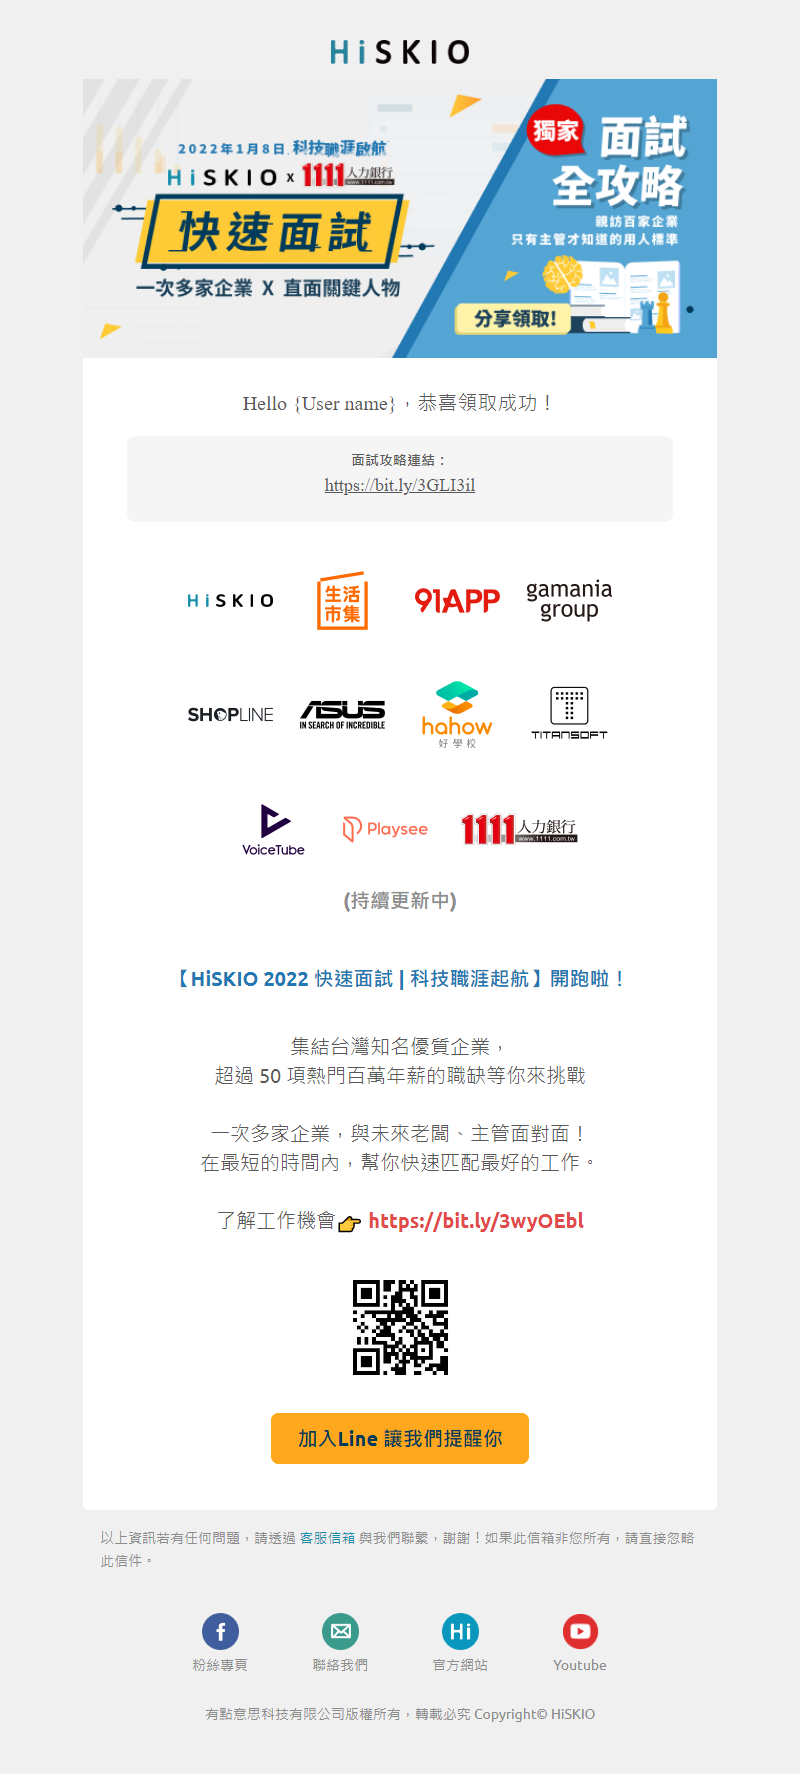 HiSKIO
2022年1月8日.科技職涯啟航
HiSKIO x 1111人力銀行
www.1111.com.tw
快速面試
一次多家企業 X 直面關鍵人物
獨家
面試
全攻略
親訪百家企業
只有主管才知道的用人標準
分享領取!
Hello {User name}，恭喜領取成功！
面試攻略連結：
https://bit.ly/3GLI3il
HiSKIO
生活
市集
91APP
gamania
group
SHOPLINE
ASUS
IN SEARCH OF INCREDIBLE
hahow
好學校
TITANSOFT
VoiceTube
Playsee
1111人力銀行
www.1111.com.tw
(持續更新中)
【HiSKIO 2022 快速面試 | 科技職涯起航】開跑啦！
集結台灣知名優質企業，
超過 50 項熱門百萬年薪的職缺等你來挑戰
一次多家企業，與未來老闆、主管面對面！
在最短的時間內，幫你快速匹配最好的工作。
了解工作機會👉 https://bit.ly/3wyOEbl
加入Line 讓我們提醒你
以上資訊若有任何問題，請透過 客服信箱 與我們聯繫，謝謝！如果此信箱非您所有，請直接忽略
此信件。
Hi
粉絲專頁
聯絡我們
官方網站
Youtube
有點意思科技有限公司版權所有，轉載必究 Copyright© HiSKIO